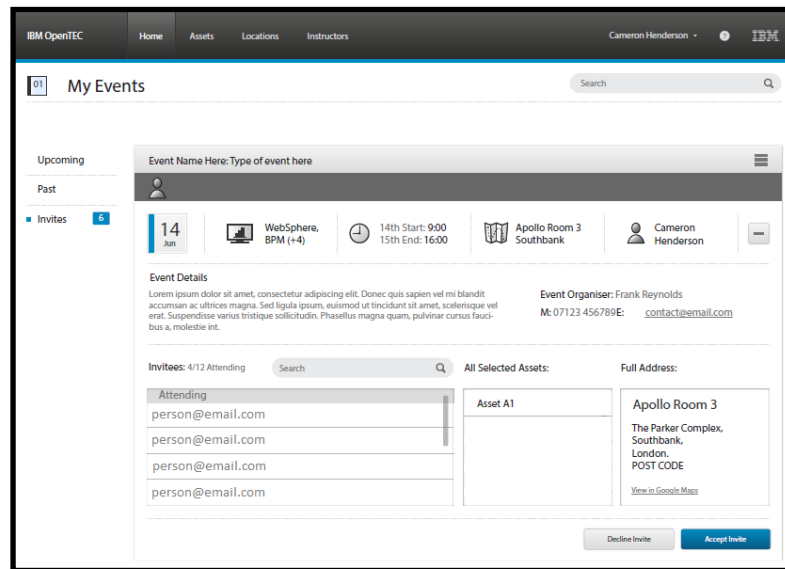 IBM OpenTEC Home Assets Locations Instructors Cameron Henderson ? IBM
01 My Events Search
Upcoming
Past
Invites 6
Event Name Here: Type of event here
14
Jun
WebSphere,
BPM (+4)
14th Start: 9:00
15th End: 16:00
Apollo Room 3
Southbank
Cameron
Henderson
Event Details
Lorem ipsum dolor sit amet, consectetur adipiscing elit. Donec quis sapien vel mi blandit
accumsan ac ultrices magna. Sed ligula ipsum, euismod ut tincidunt sit amet, scelerisque vel
erat. Suspendisse varius tristique sollicitudin. Phasellus magna quam, pulvinar cursus fauci-
bus a, molestie int.
Event Organiser: Frank Reynolds
M: 07123 456789E: contact@email.com
Invitees: 4/12 Attending Search
Attending
person@email.com
person@email.com
person@email.com
person@email.com
All Selected Assets:
Asset A1
Full Address:
Apollo Room 3
The Parker Complex,
Southbank,
London.
POST CODE
View in Google Maps
Decline Invite Accept Invite